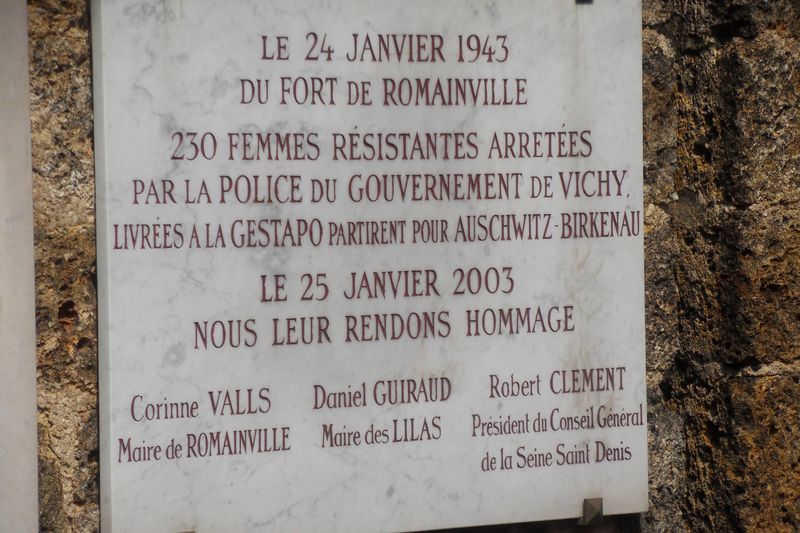 LE 24 JANVIER 1943
DU FORT DE ROMAINVILLE
230 FEMMES RÉSISTANTES ARRETÉES
PAR LA POLICE DU GOUVERNEMENT DE VICHY,
LIVRÉES A LA GESTAPO PARTIRENT POUR AUSCHWITZ-BIRKENAU
LE 25 JANVIER 2003
NOUS LEUR RENDONS HOMMAGE
Corinne VALLS
Maire de ROMAINVILLE
Daniel GUIRAUD
Maire des LILAS
Robert CLEMENT
Président du Conseil Général
de la Seine Saint Denis